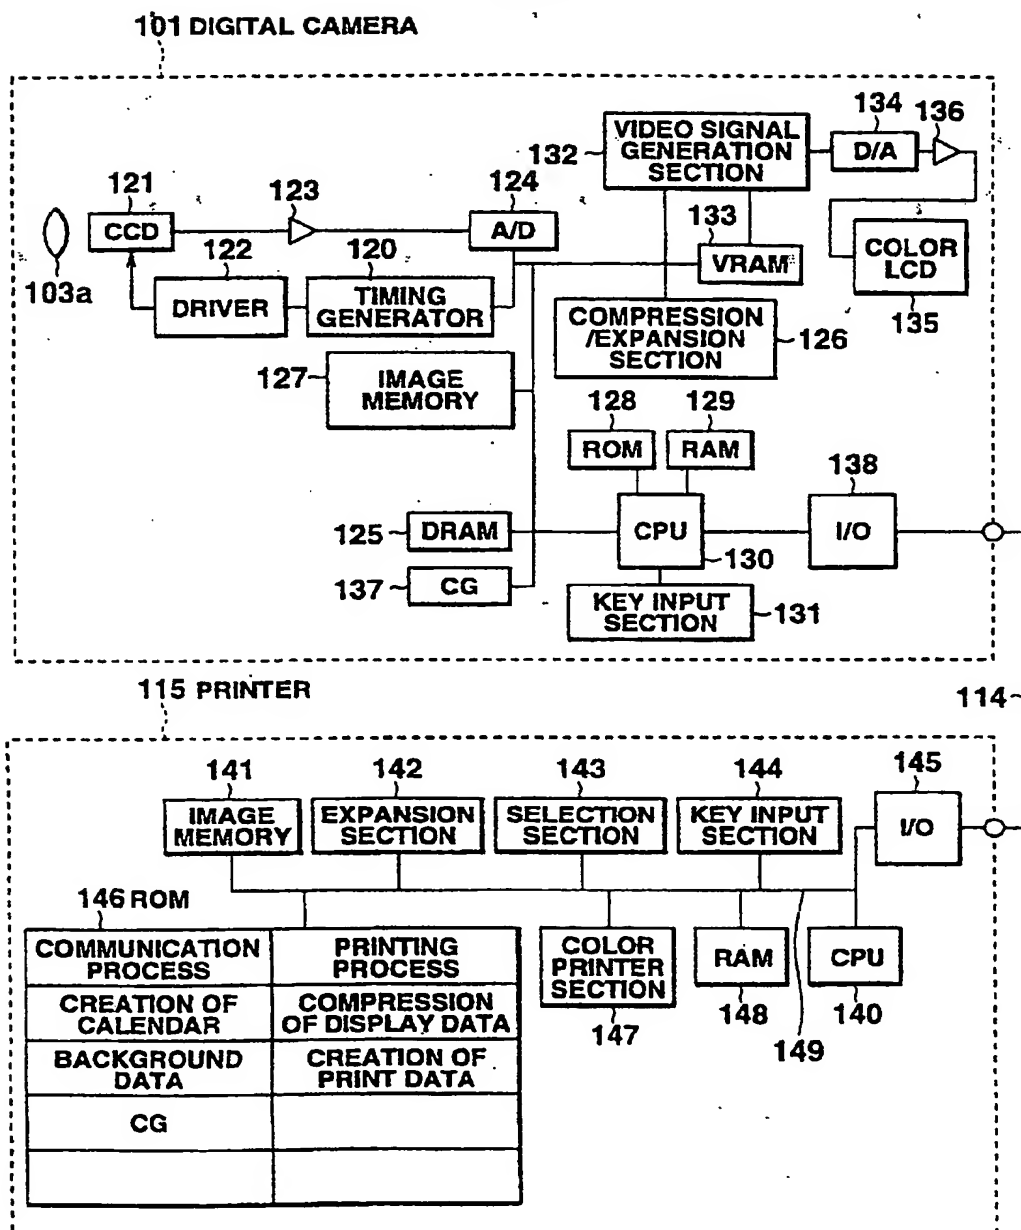 101 DIGITAL CAMERA
132
VIDEO SIGNAL
GENERATION
SECTION
134
D/A
136
121
CCD
123
124
A/D
133
VRAM
COLOR
LCD
135
103a
122
DRIVER
120
TIMING
GENERATOR
COMPRESSION
/EXPANSION
SECTION
126
127
IMAGE
MEMORY
128
ROM
129
RAM
138
I/O
125
DRAM
CPU
130
137
CG
KEY INPUT
SECTION
131
115 PRINTER
114
141
IMAGE
MEMORY
142
EXPANSION
SECTION
143
SELECTION
SECTION
144
KEY INPUT
SECTION
145
I/O
146 ROM
COMMUNICATION
PROCESS
PRINTING
PROCESS
CREATION OF
CALENDAR
COMPRESSION
OF DISPLAY DATA
BACKGROUND
DATA
CREATION OF
PRINT DATA
CG
COLOR
PRINTER
SECTION
147
RAM
148
149
CPU
140